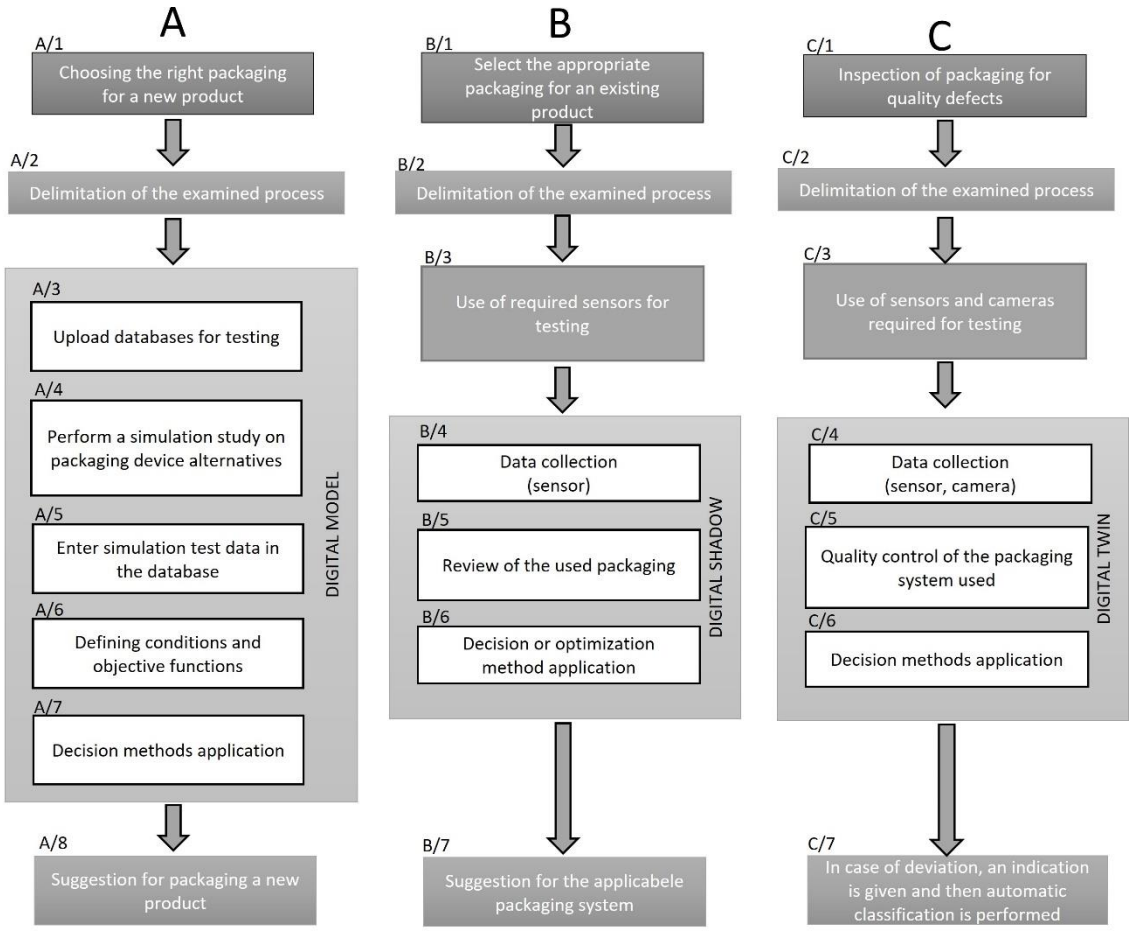 A
A/1
Choosing the right packaging
for a new product
A/2
Delimitation of the examined process
A/3
Upload databases for testing
A/4
Perform a simulation study on
packaging device alternatives
A/5
Enter simulation test data in
the database
A/6
Defining conditions and
objective functions
A/7
Decision methods application
DIGITAL MODEL
A/8
Suggestion for packaging a new
product
B
B/1
Select the appropriate
packaging for an existing
product
B/2
Delimitation of the examined process
B/3
Use of required sensors for
testing
B/4
Data collection
(sensor)
B/5
Review of the used packaging
B/6
Decision or optimization
method application
DIGITAL SHADOW
B/7
Suggestion for the applicabele
packaging system
C
C/1
Inspection of packaging for
quality defects
C/2
Delimitation of the examined process
C/3
Use of sensors and cameras
required for testing
C/4
Data collection
(sensor, camera)
C/5
Quality control of the packaging
system used
C/6
Decision methods application
DIGITAL TWIN
C/7
In case of deviation, an indication
is given and then automatic
classification is performed